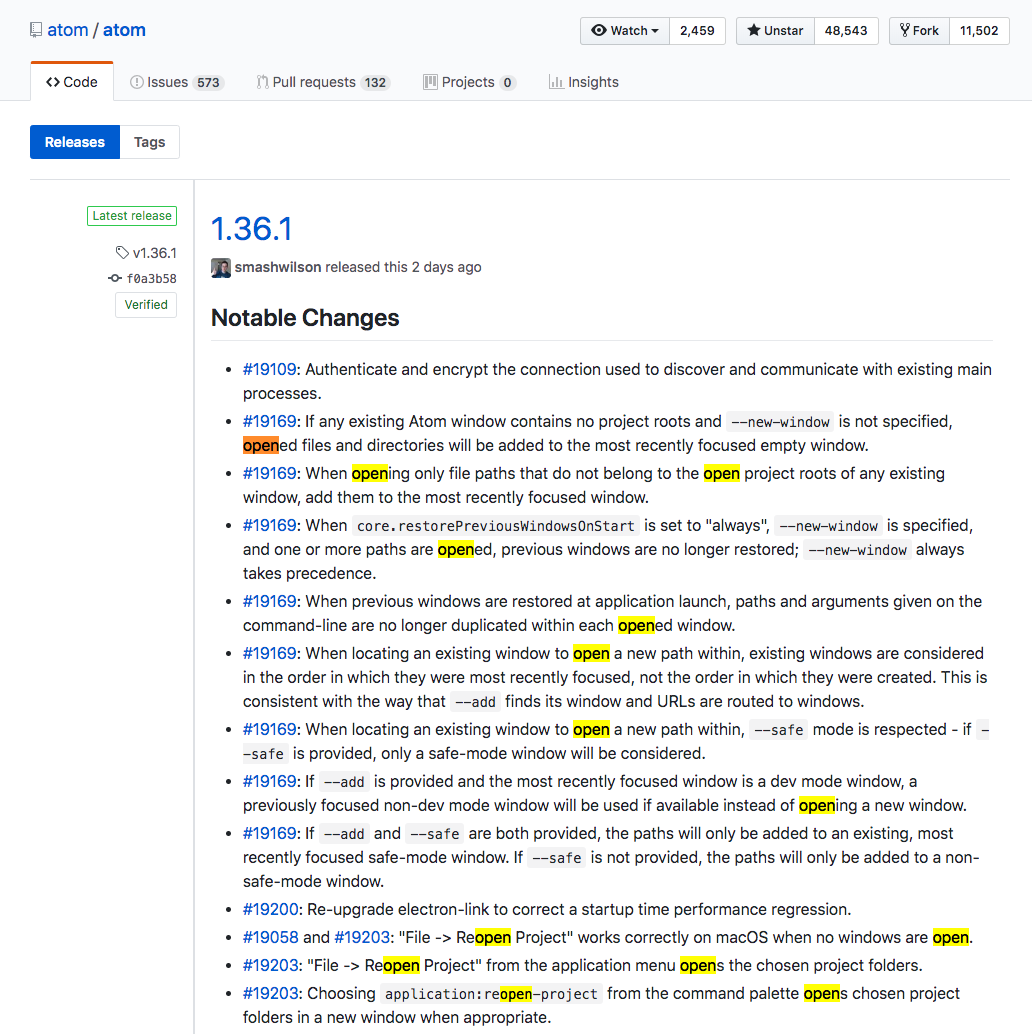 atom / atom
Watch 2,459
Unstar 48,543
Fork 11,502
Code
Issues 573
Pull requests 132
Projects 0
Insights
Releases
Tags
Latest release
v1.36.1
f0a3b58
Verified
1.36.1
smashwilson released this 2 days ago
Notable Changes
• #19109: Authenticate and encrypt the connection used to discover and communicate with existing main
processes.
• #19169: If any existing Atom window contains no project roots and --new-window is not specified,
opened files and directories will be added to the most recently focused empty window.
• #19169: When opening only file paths that do not belong to the open project roots of any existing
window, add them to the most recently focused window.
• #19169: When core.restorePreviousWindowsOnStart is set to "always", --new-window is specified,
and one or more paths are opened, previous windows are no longer restored; --new-window always
takes precedence.
• #19169: When previous windows are restored at application launch, paths and arguments given on the
command-line are no longer duplicated within each opened window.
• #19169: When locating an existing window to open a new path within, existing windows are considered
in the order in which they were most recently focused, not the order in which they were created. This is
consistent with the way that --add finds its window and URLs are routed to windows.
• #19169: When locating an existing window to open a new path within, --safe mode is respected - if -
-safe is provided, only a safe-mode window will be considered.
• #19169: If --add is provided and the most recently focused window is a dev mode window, a
previously focused non-dev mode window will be used if available instead of opening a new window.
• #19169: If --add and --safe are both provided, the paths will only be added to an existing, most
recently focused safe-mode window. If --safe is not provided, the paths will only be added to a non-
safe-mode window.
• #19200: Re-upgrade electron-link to correct a startup time performance regression.
• #19058 and #19203: "File -> Reopen Project" works correctly on macOS when no windows are open.
• #19203: "File -> Reopen Project" from the application menu opens the chosen project folders.
• #19203: Choosing application:reopen-project from the command palette opens chosen project
folders in a new window when appropriate.